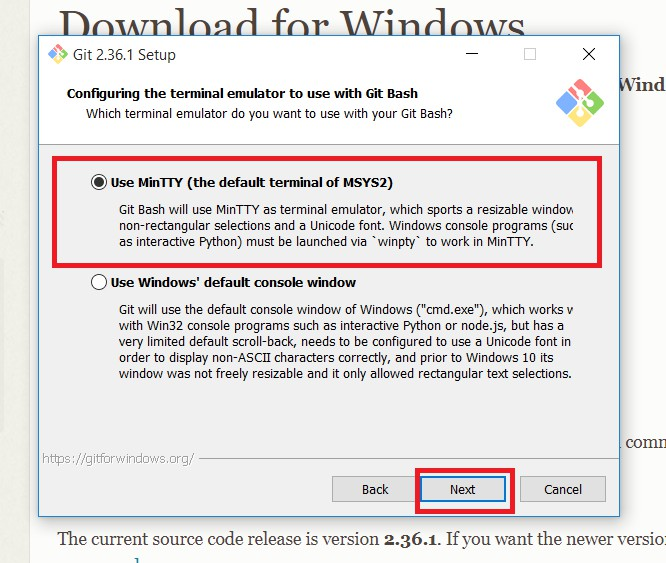 Download for Windows
Git 2.36.1 Setup
Wind
Configuring the terminal emulator to use with Git Bash
Which terminal emulator do you want to use with your Git Bash?
Use MinTTY (the default terminal of MSYS2)
Git Bash will use MinTTY as terminal emulator, which sports a resizable window
non-rectangular selections and a Unicode font. Windows console programs (suc
as interactive Python) must be launched via `winpty` to work in MinTTY.
Use Windows' default console window
Git will use the default console window of Windows ("cmd.exe"), which works w
with Win32 console programs such as interactive Python or node.js, but has a
very limited default scroll-back, needs to be configured to use a Unicode font in
order to display non-ASCII characters correctly, and prior to Windows 10 its
window was not freely resizable and it only allowed rectangular text selections.
comm
https://gitforwindows.org/
Back Next Cancel
The current source code release is version 2.36.1. If you want the newer versio